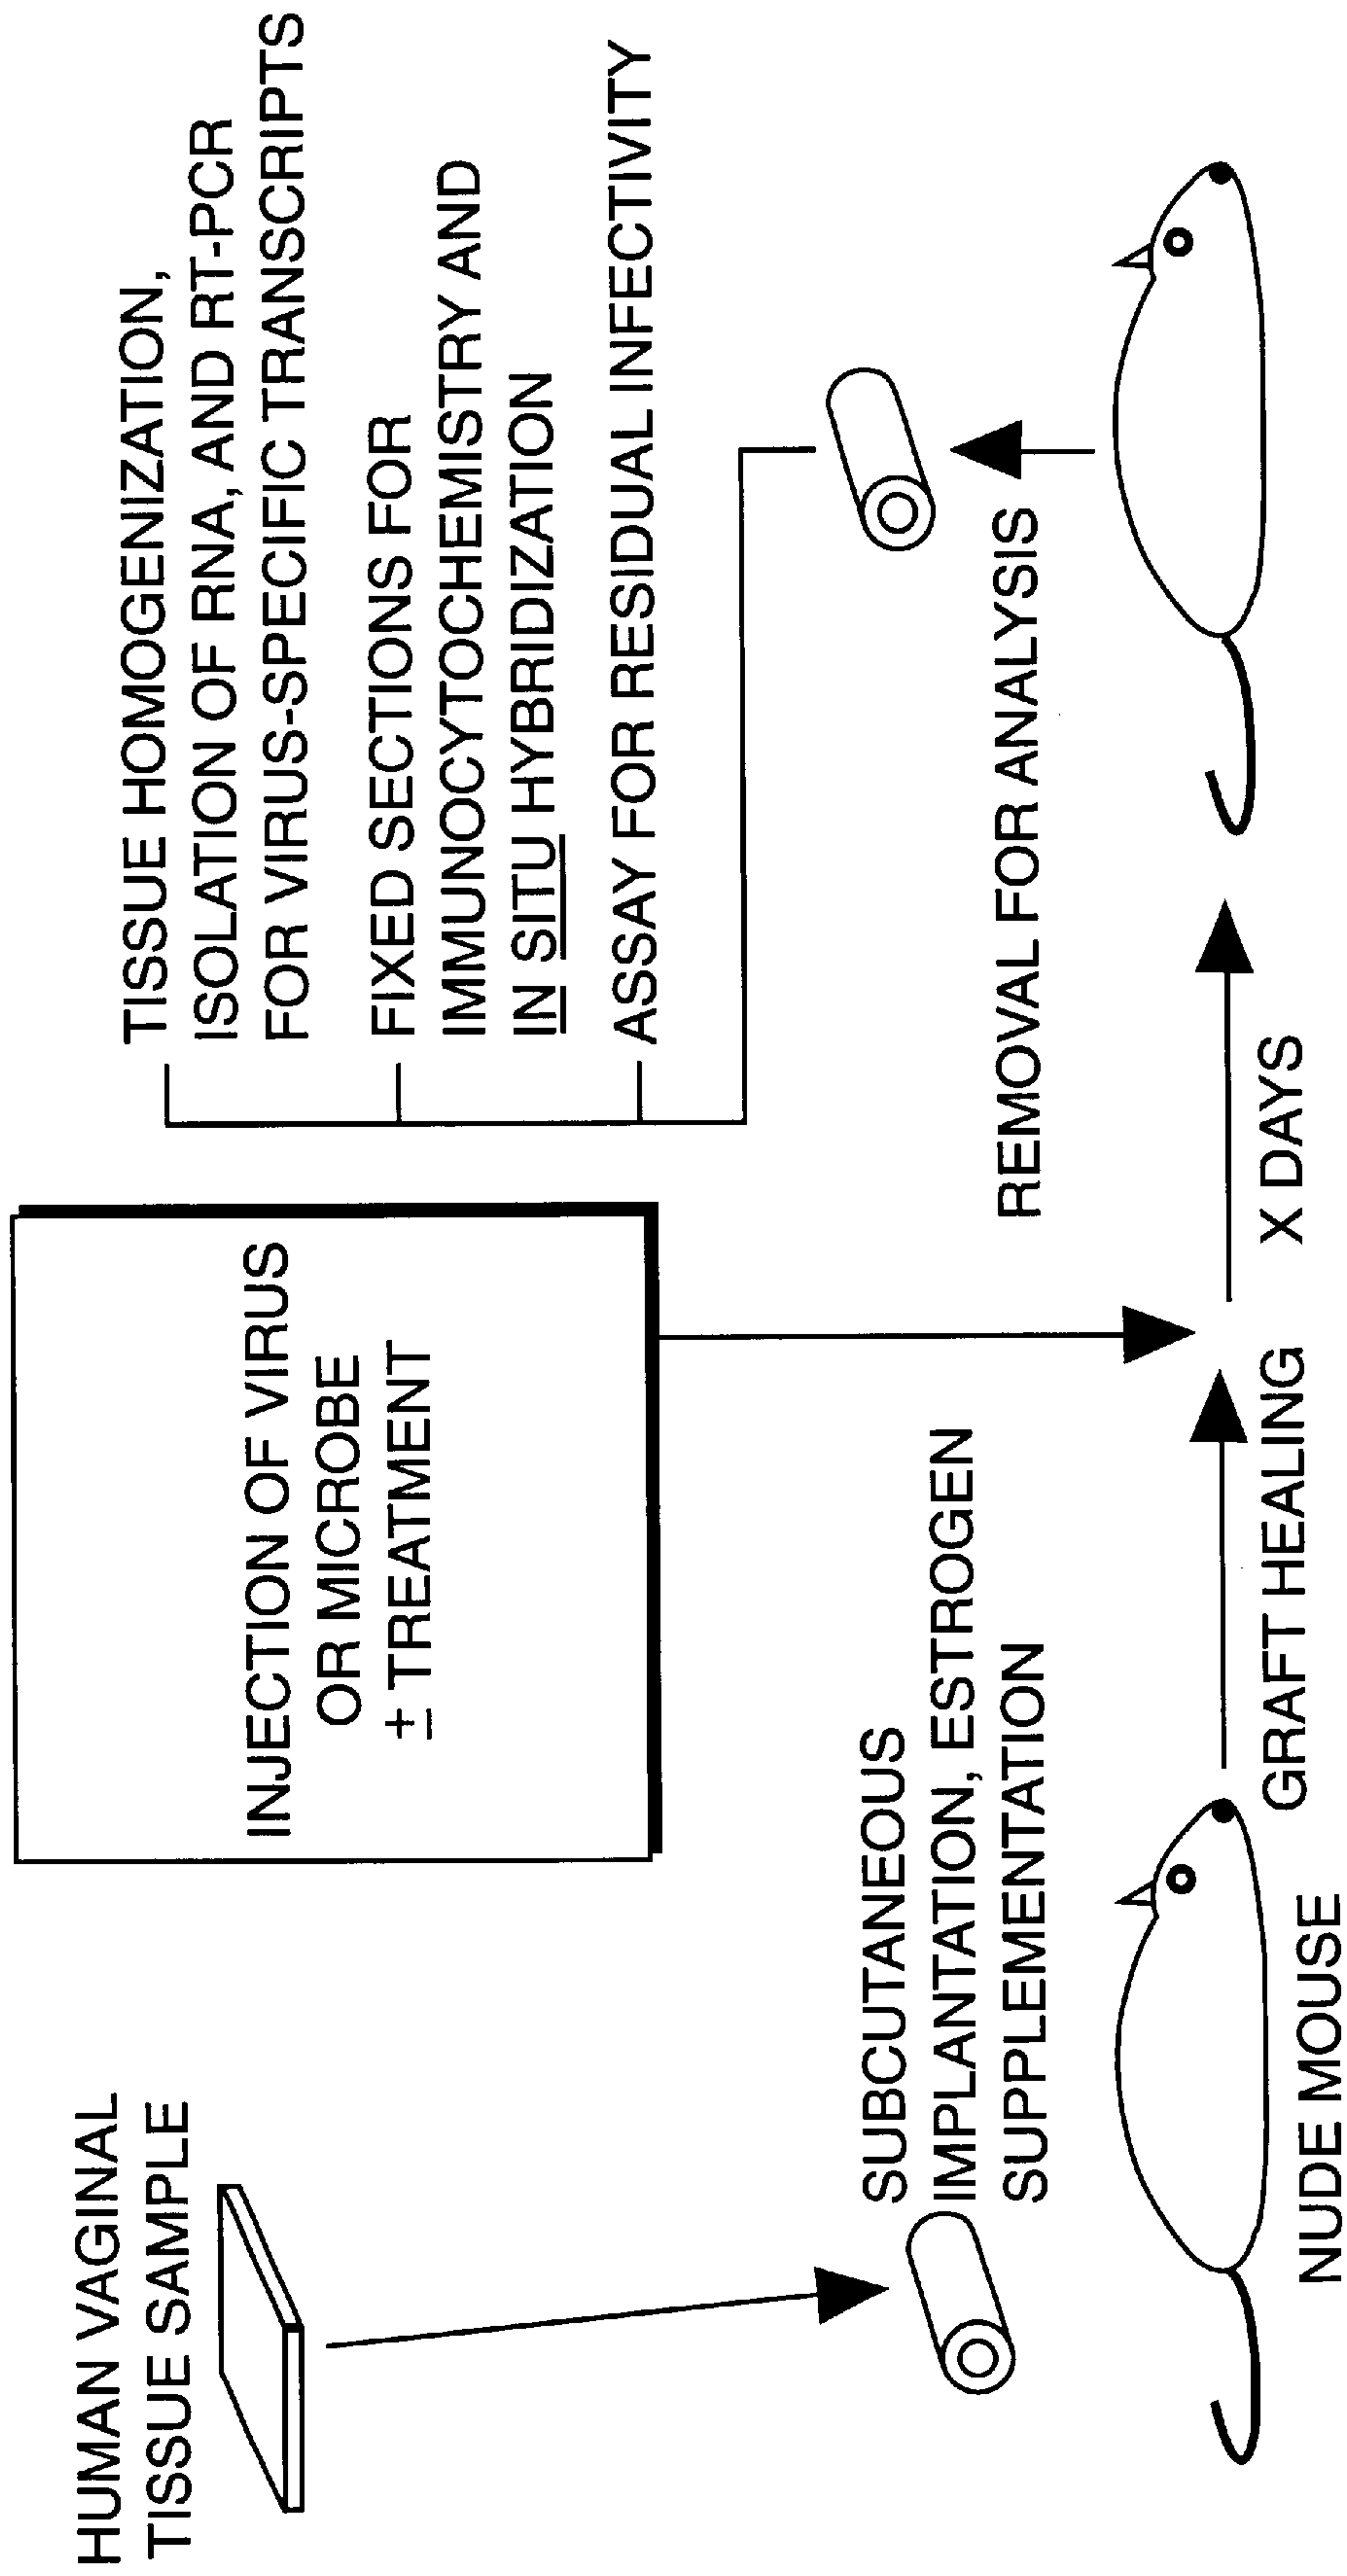 HUMAN VAGINAL
TISSUE SAMPLE
INJECTION OF VIRUS
OR MICROBE
± TREATMENT
TISSUE HOMOGENIZATION,
ISOLATION OF RNA, AND RT-PCR
FOR VIRUS-SPECIFIC TRANSCRIPTS
FIXED SECTIONS FOR
IMMUNOCYTOCHEMISTRY AND
IN SITU HYBRIDIZATION
ASSAY FOR RESIDUAL INFECTIVITY
SUBCUTANEOUS
IMPLANTATION, ESTROGEN
SUPPLEMENTATION
REMOVAL FOR ANALYSIS
NUDE MOUSE
GRAFT HEALING
X DAYS